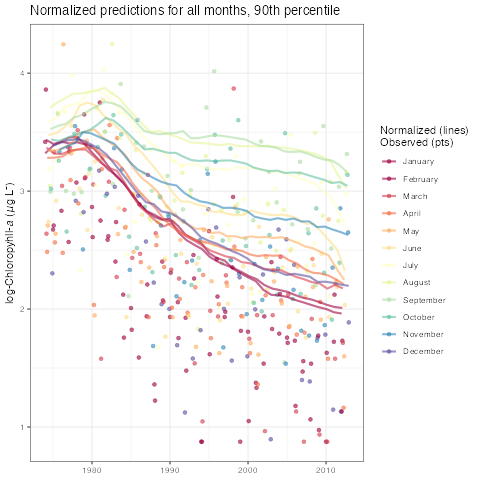 Normalized predictions for all months, 90th percentile
log-Chlorophyll-a (μg L⁻)
4
3
2
1
1980
1990
2000
2010
Normalized (lines)
Observed (pts)
January
February
March
April
May
June
July
August
September
October
November
December